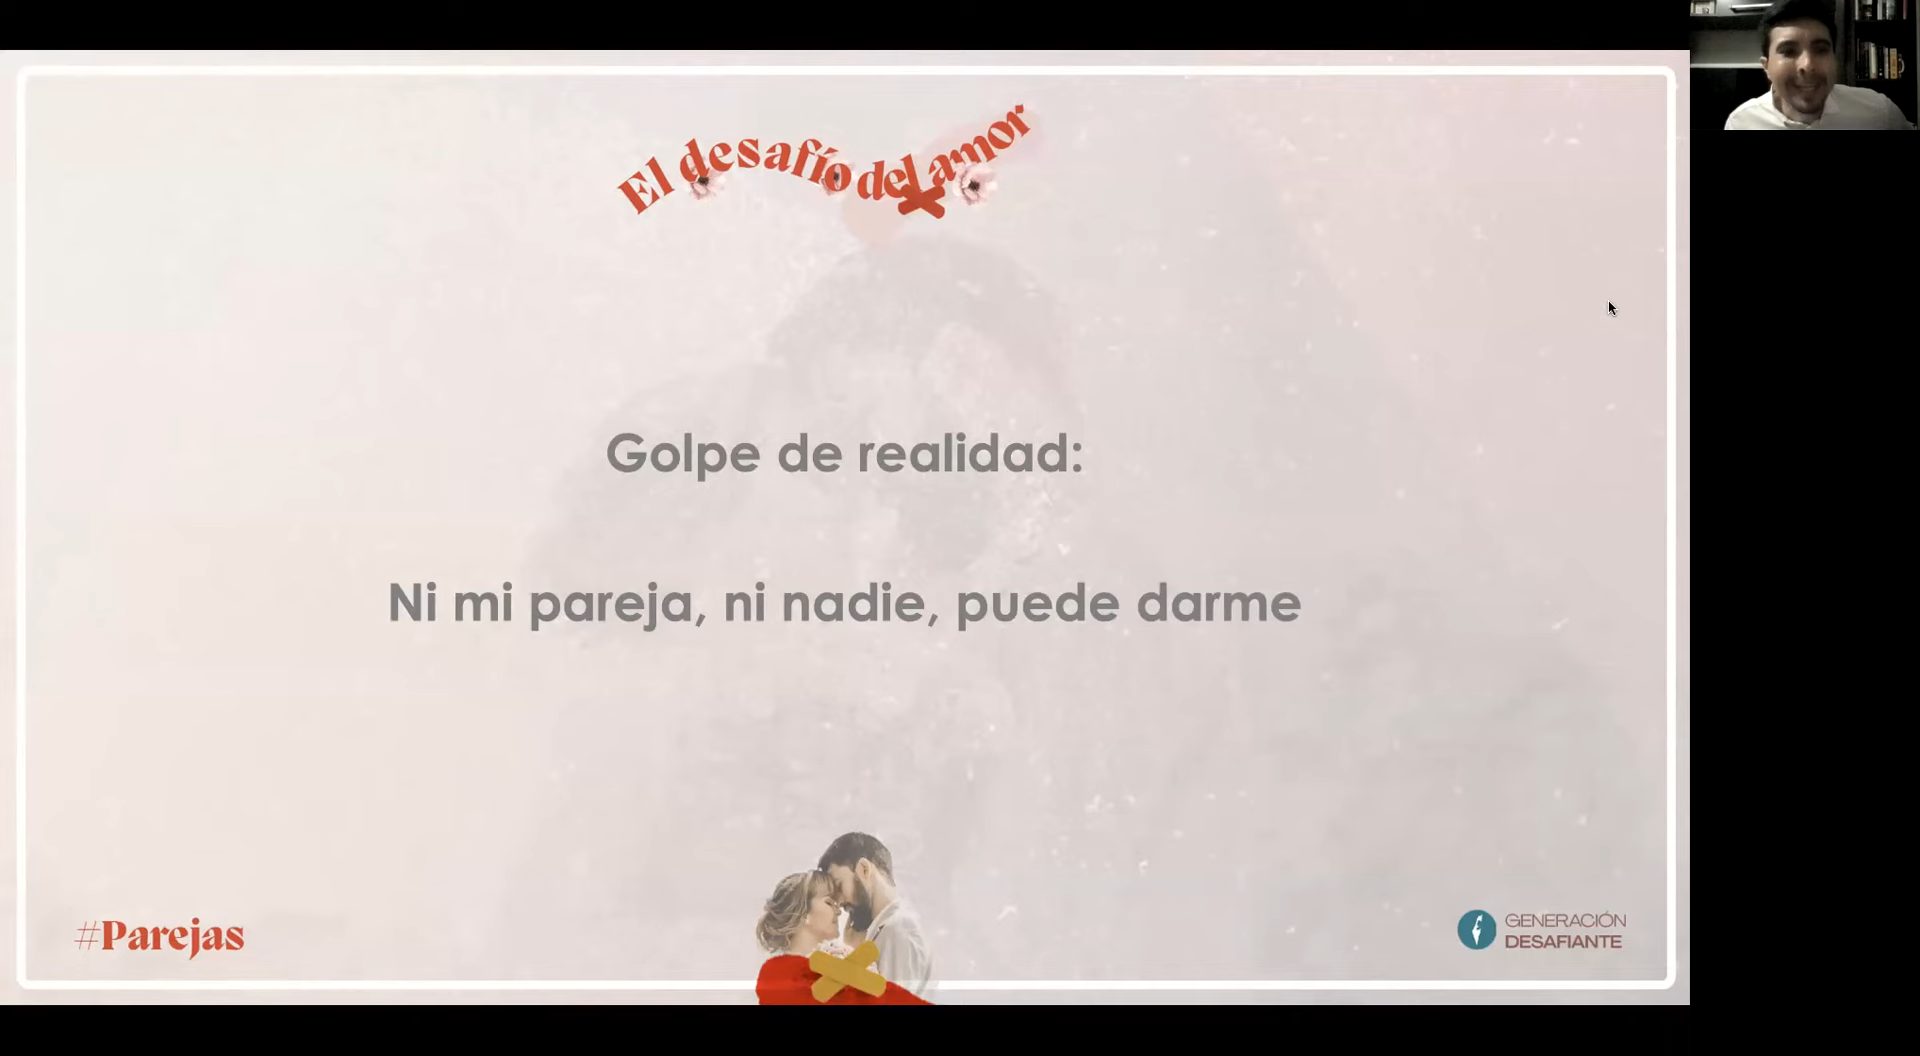 El desafío del amor
Golpe de realidad:
Ni mi pareja, ni nadie, puede darme
#Parejas
GENERACIÓN
DESAFIANTE